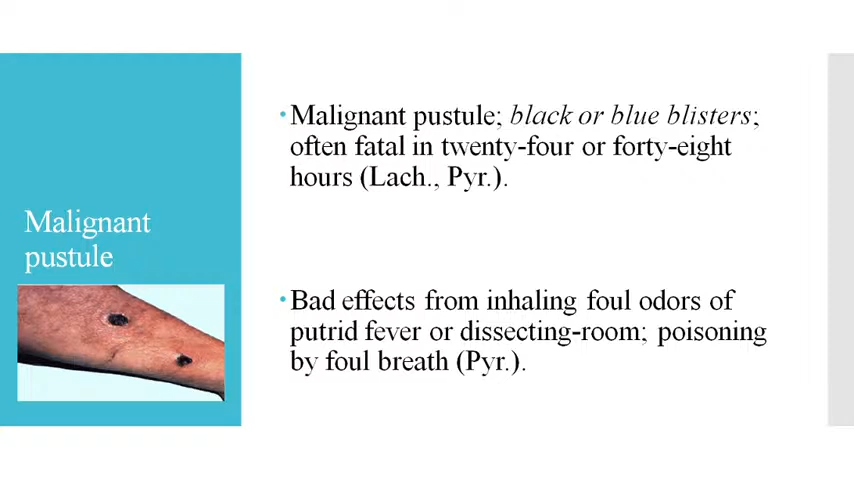 Malignant
pustule
•Malignant pustule; black or blue blisters;
often fatal in twenty-four or forty-eight
hours (Lach., Pyr.).
•Bad effects from inhaling foul odors of
putrid fever or dissecting-room; poisoning
by foul breath (Pyr.).